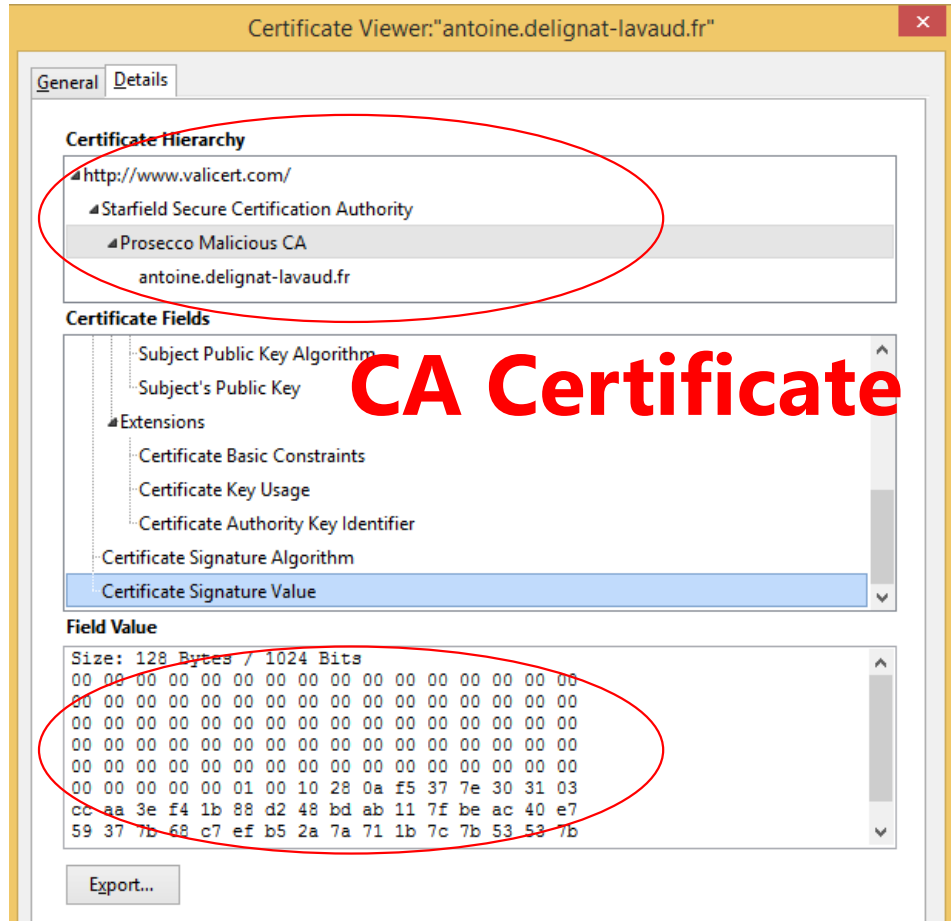 Certificate Viewer:"antoine.delignat-lavaud.fr"
General Details
Certificate Hierarchy
http://www.valicert.com/
Starfield Secure Certification Authority
Prosecco Malicious CA
antoine.delignat-lavaud.fr
Certificate Fields
Subject Public Key Algorithm
Subject's Public Key
CA Certificate
Extensions
Certificate Basic Constraints
Certificate Key Usage
Certificate Authority Key Identifier
Certificate Signature Algorithm
Certificate Signature Value
Field Value
Size: 128 Bytes / 1024 Bits
00 00 00 00 00 00 00 00 00 00 00 00 00 00 00 00
00 00 00 00 00 00 00 00 00 00 00 00 00 00 00 00
00 00 00 00 00 00 00 00 00 00 00 00 00 00 00 00
00 00 00 00 00 00 00 00 00 00 00 00 00 00 00 00
00 00 00 00 00 00 00 00 00 00 00 00 00 00 00 00
00 00 00 00 00 01 00 10 28 0a f5 37 7e 30 31 03
cc aa 3e f4 1b 88 d2 48 bd ab 11 7f be ac 40 e7
59 37 7b 68 c7 ef b5 2a 7a 71 1b 7c 7b 53 53 7b
Export...